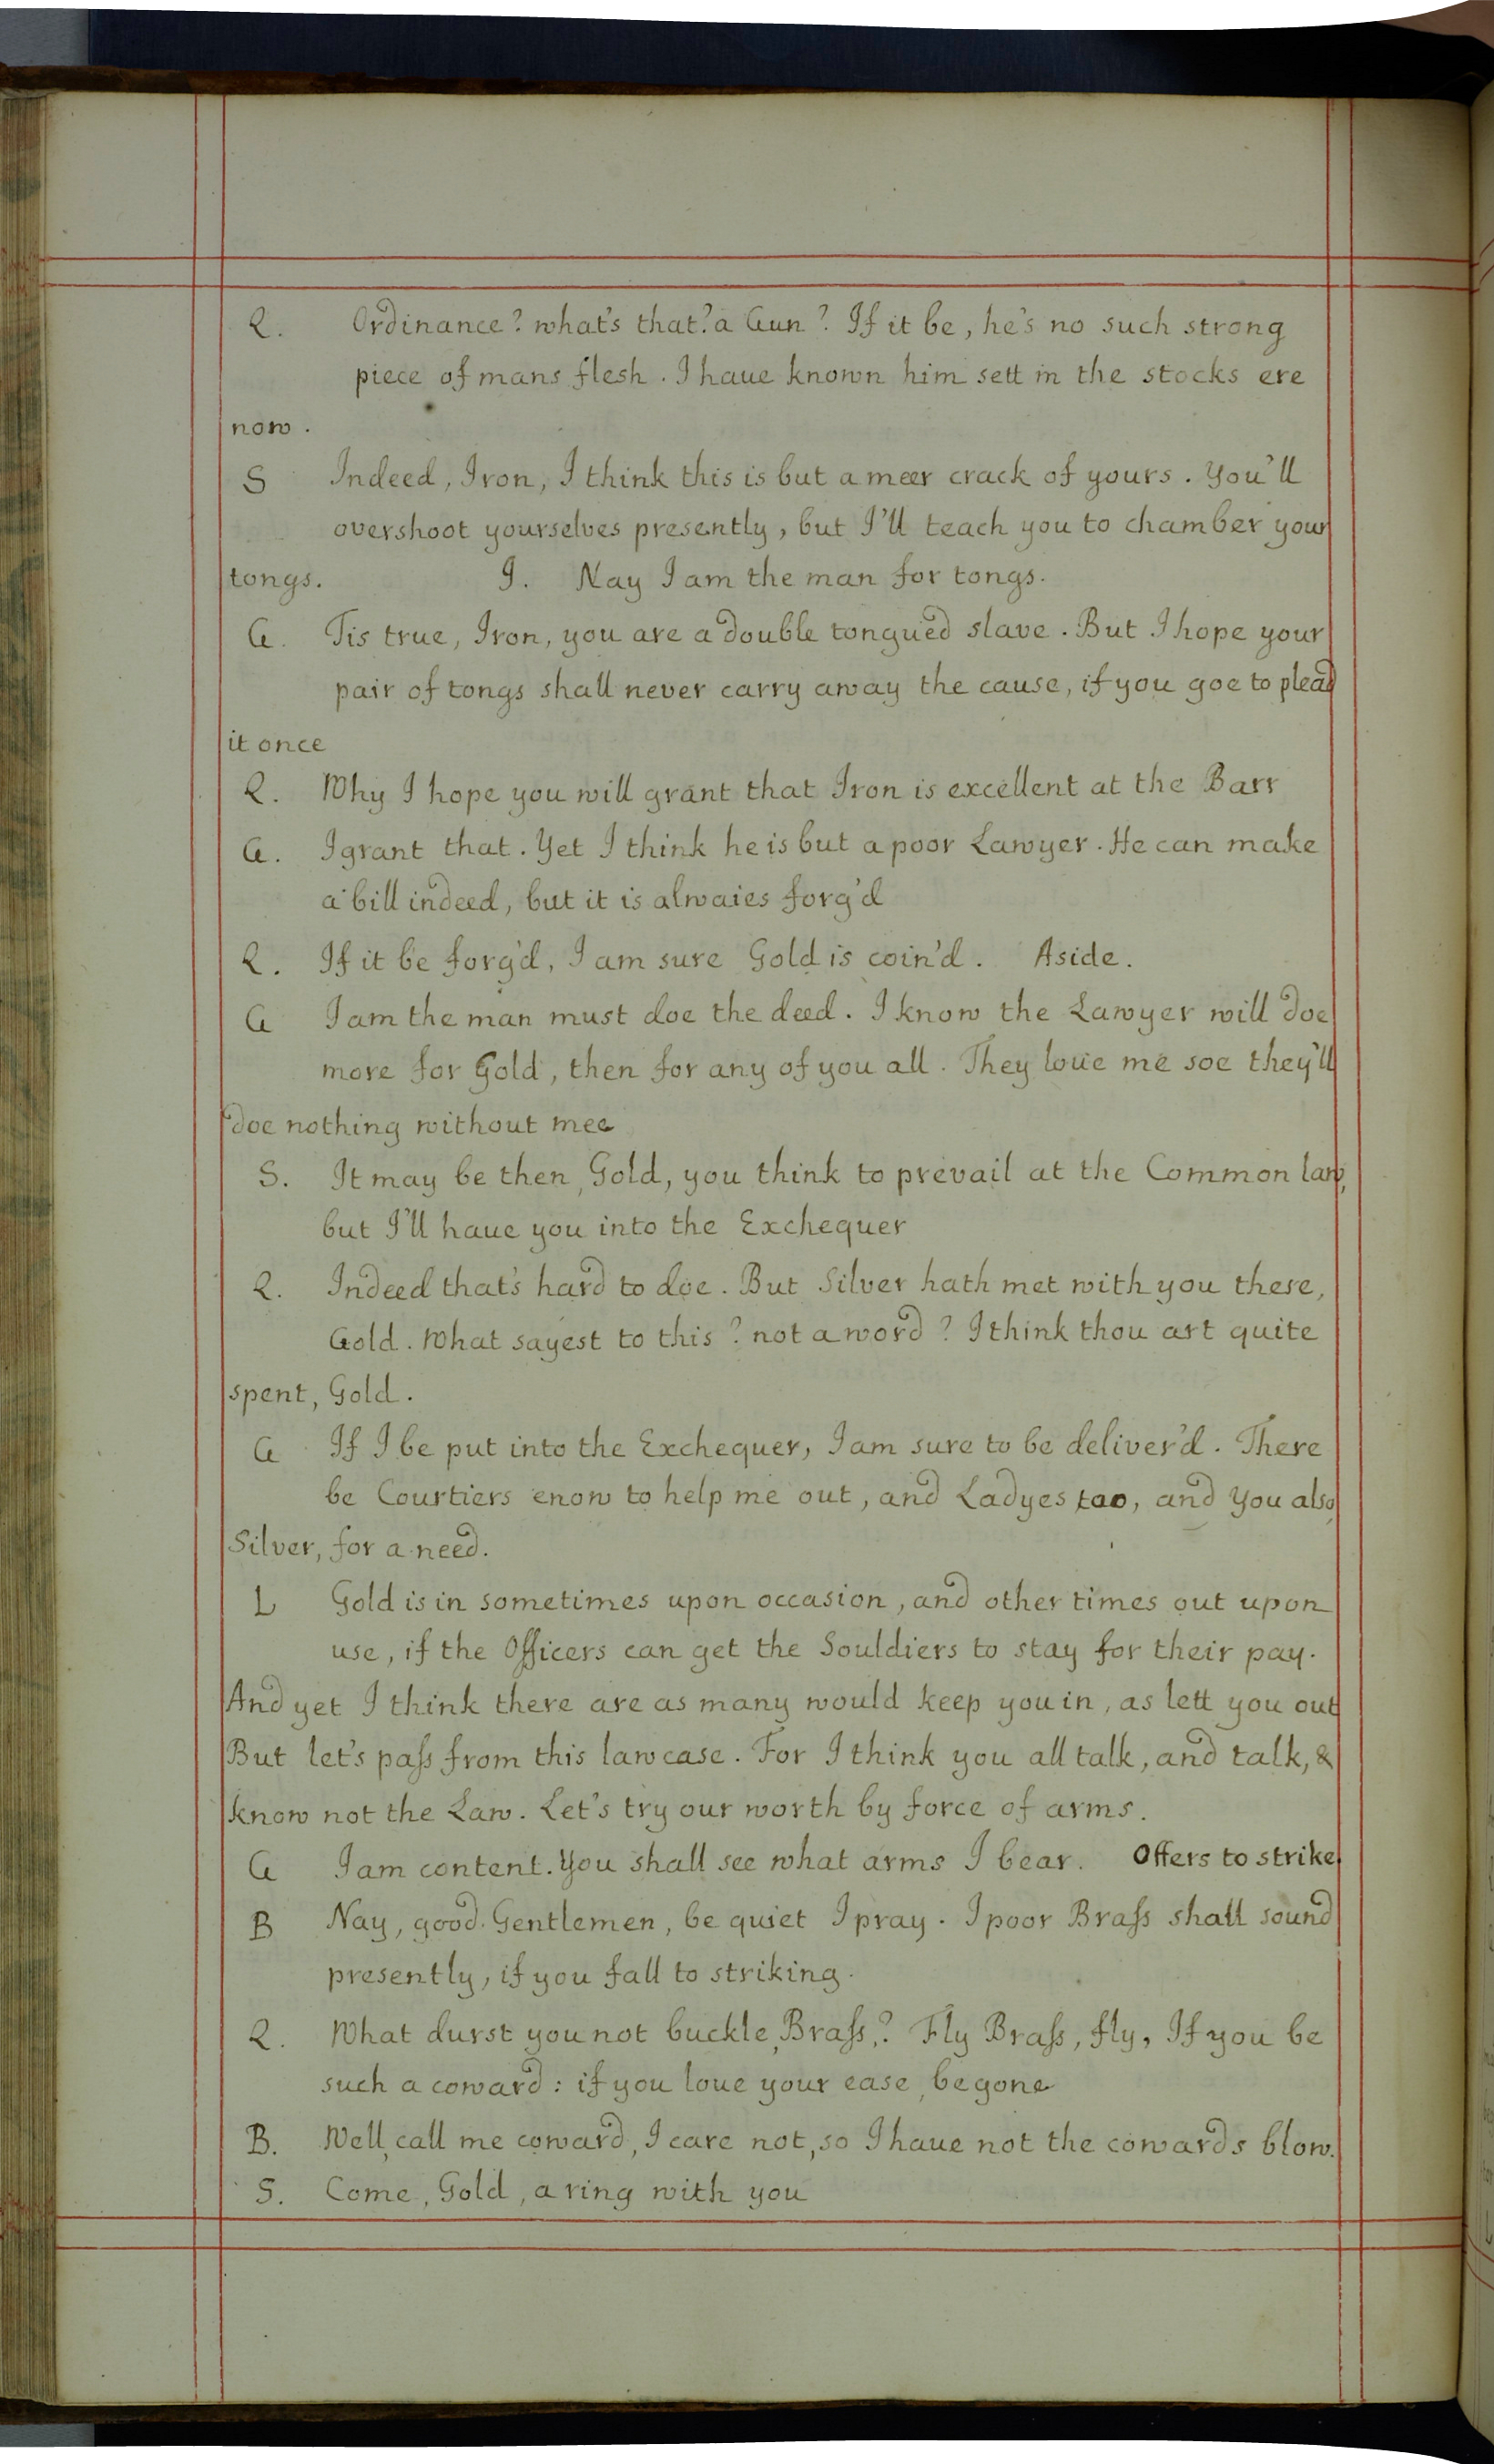 Q. Ordinance? what's that? a Gun? If it be, he's no such strong
piece of mans flesh. I haue known him sett in the stocks ere
now.
S Indeed, Iron, I think this is but a meer crack of yours. You'll
overshoot yourselves presently, but I'll teach you to chamber your
tongs. I. Nay I am the man for tongs.
G. Tis true, Iron, you are a double tongued slave. But I hope your
pair of tongs shall never carry away the cause, if you goe to plead
it once
Q. Why I hope you will grant that Iron is excellent at the Barr
G. I grant that. Yet I think he is but a poor Lawyer. He can make
a bill indeed, but it is alwaies forg'd
Q. If it be forg'd, I am sure Gold is coin'd. Aside.
G I am the man must doe the deed. I know the Lawyer will doe
more for Gold, then for any of you all. They loue me soe they'll
doe nothing without mee
S. It may be then, Gold, you think to prevail at the Common law,
but I'll haue you into the Exchequer
Q. Indeed that's hard to doe. But Silver hath met with you there,
Gold. What sayest to this? not a word? I think thou art quite
spent, Gold.
G If I be put into the Exchequer, I am sure to be deliver'd. There
be Courtiers enow to help me out, and Ladyes too, and you also,
Silver, for a need.
L Gold is in sometimes upon occasion, and other times out upon
use, if the Officers can get the Souldiers to stay for their pay.
And yet I think there are as many would keep you in, as lett you out
But let's paſs from this law case. For I think you all talk, and talk, &
know not the Law. Let's try our worth by force of arms.
G I am content. You shall see what arms I bear. Offers to strike.
B Nay, good Gentlemen, be quiet I pray. I poor Braſs shall sound
presently, if you fall to striking.
Q. What durst you not buckle, Braſs? Fly Braſs, fly, If you be
such a coward: if you loue your ease, begone
B. Well, call me coward, I care not, so I haue not the cowards blow.
S. Come, Gold, a ring with you